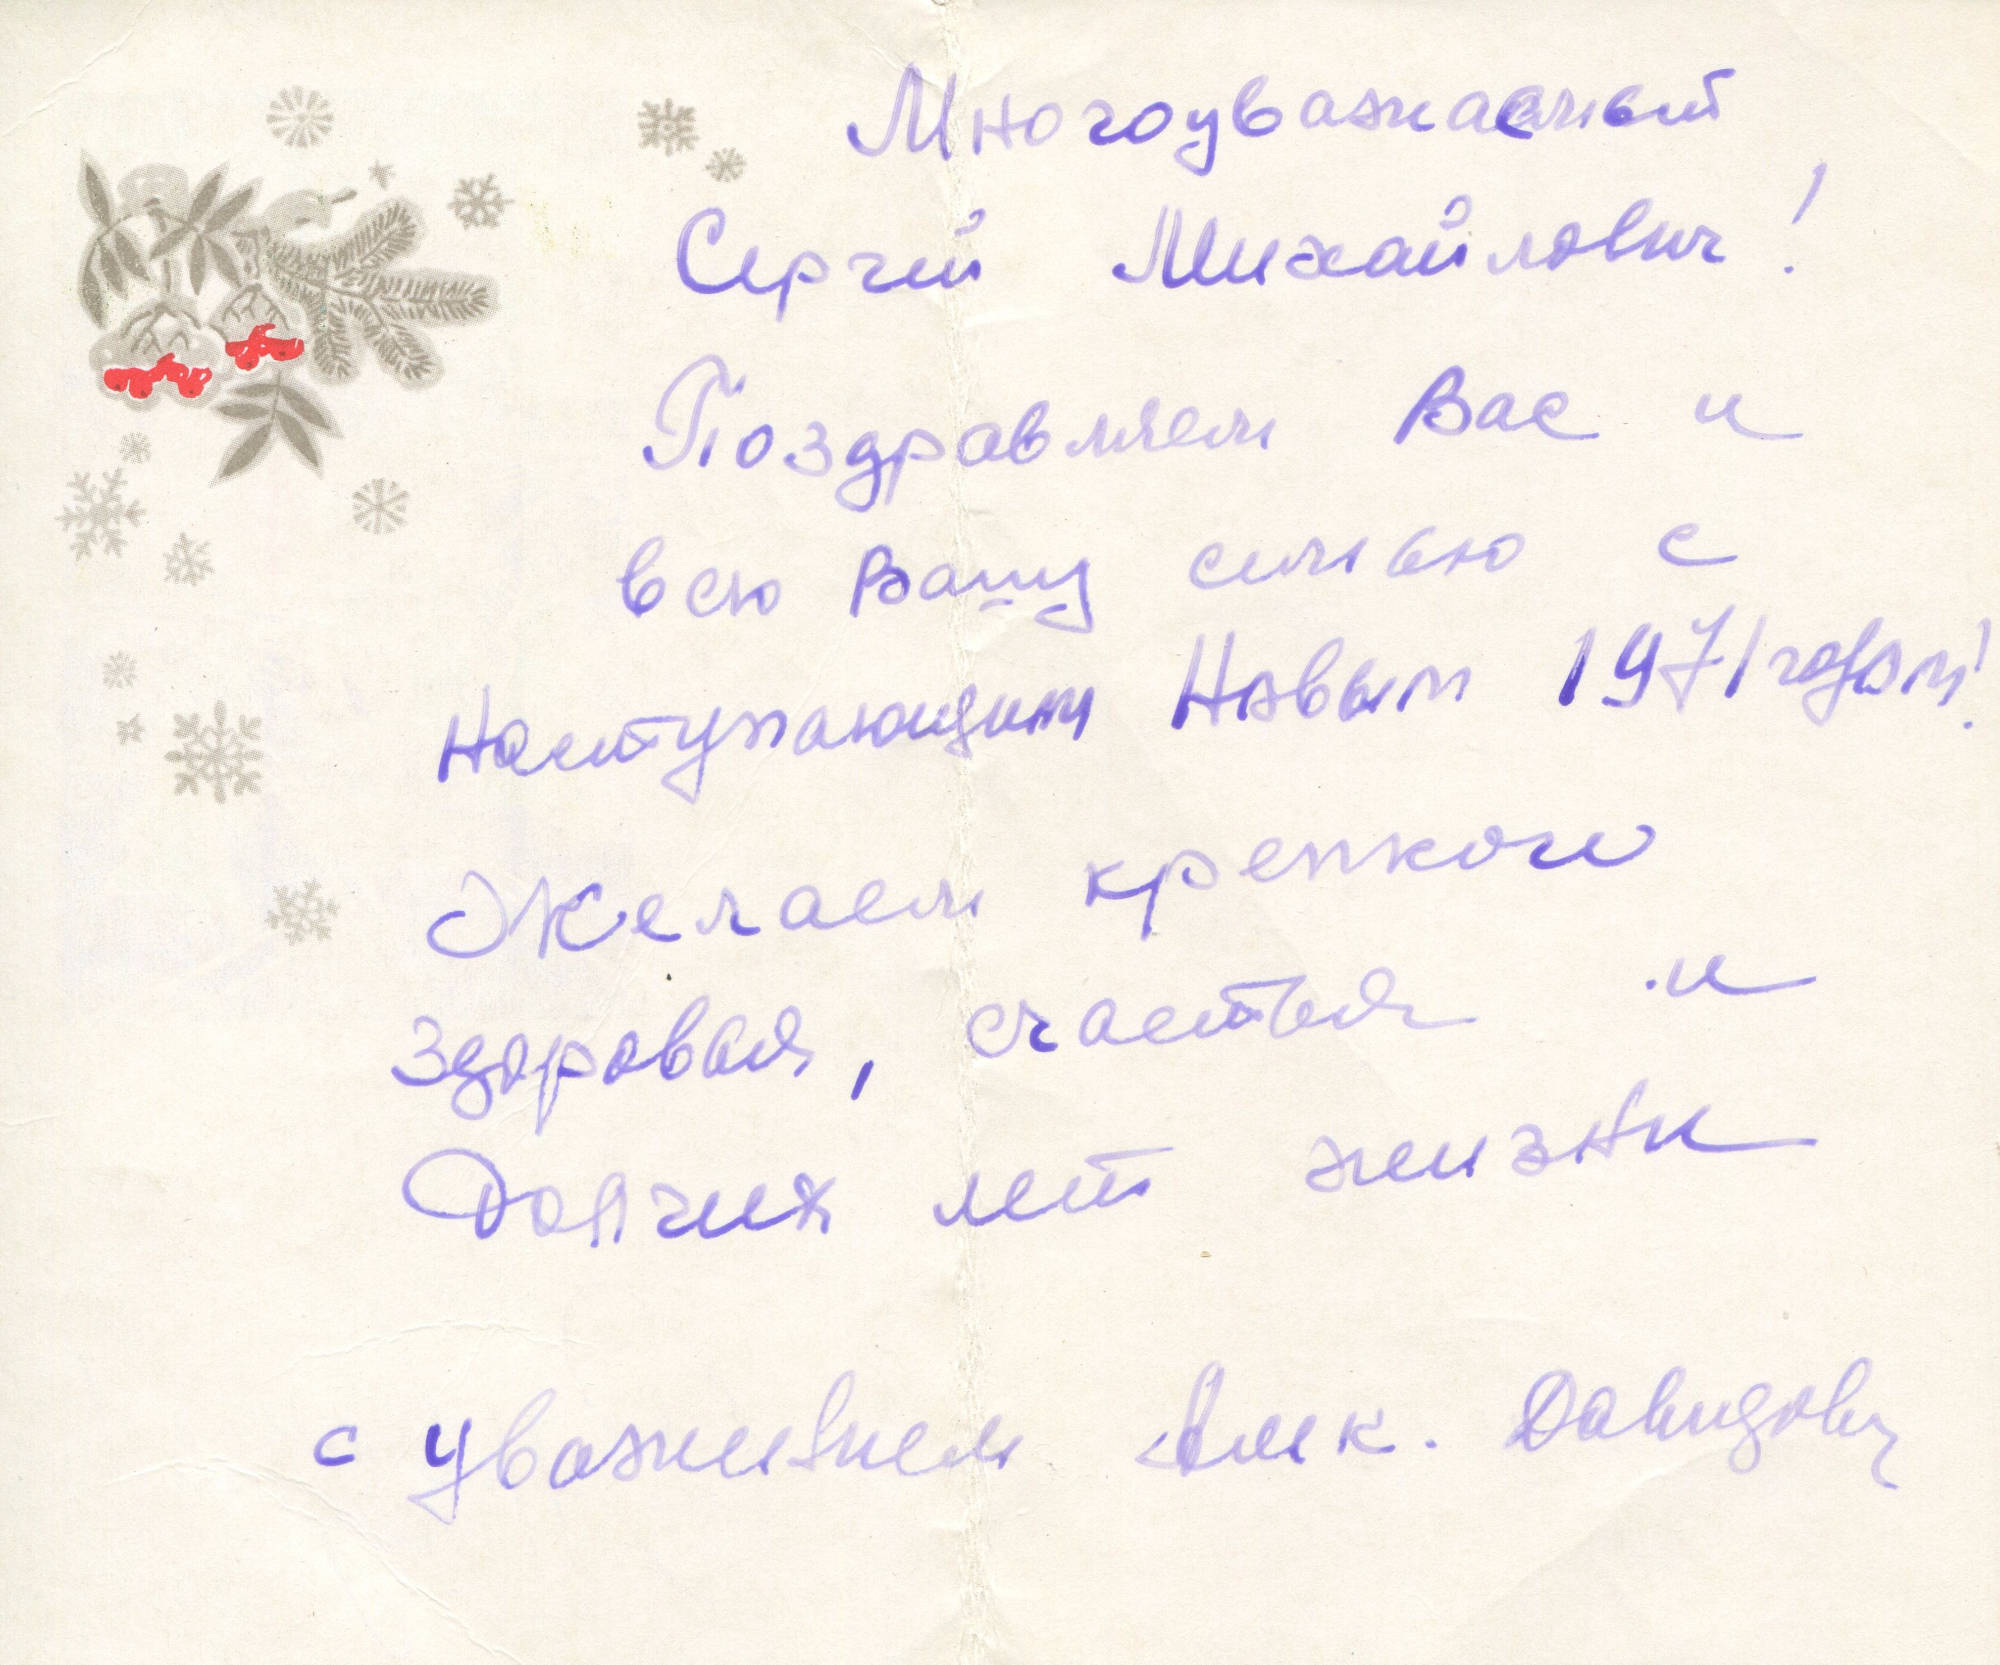 Многоуважаемый
Сергей Михайлович!
Поздравляем Вас и
всю Вашу семью с
Наступающим Новым 1971 годом!
Желаем крепкого
здоровья, счастья и
Долгих лет жизни
с уважением Алек. Давидович